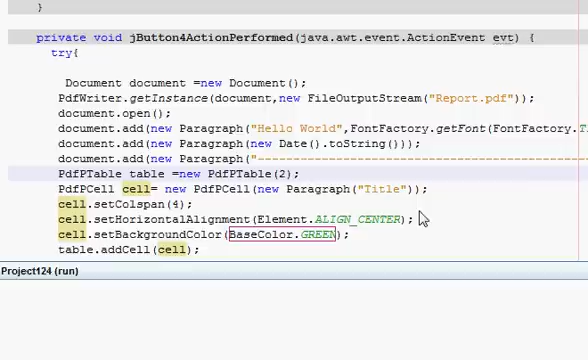 }
private void jButton4ActionPerformed(java.awt.event.ActionEvent evt) {
try{
Document document =new Document();
PdfWriter.getInstance(document,new FileOutputStream("Report.pdf"));
document.open();
document.add(new Paragraph("Hello World",FontFactory.getFont(FontFactory.T
document.add(new Paragraph(new Date().toString()));
document.add(new Paragraph("----------------------------------------------
PdfPTable table =new PdfPTable(2);
PdfPCell cell= new PdfPCell(new Paragraph("Title"));
cell.setColspan(4);
cell.setHorizontalAlignment(Element.ALIGN_CENTER);
cell.setBackgroundColor(BaseColor.GREEN);
table.addCell(cell);
Project124 (run)